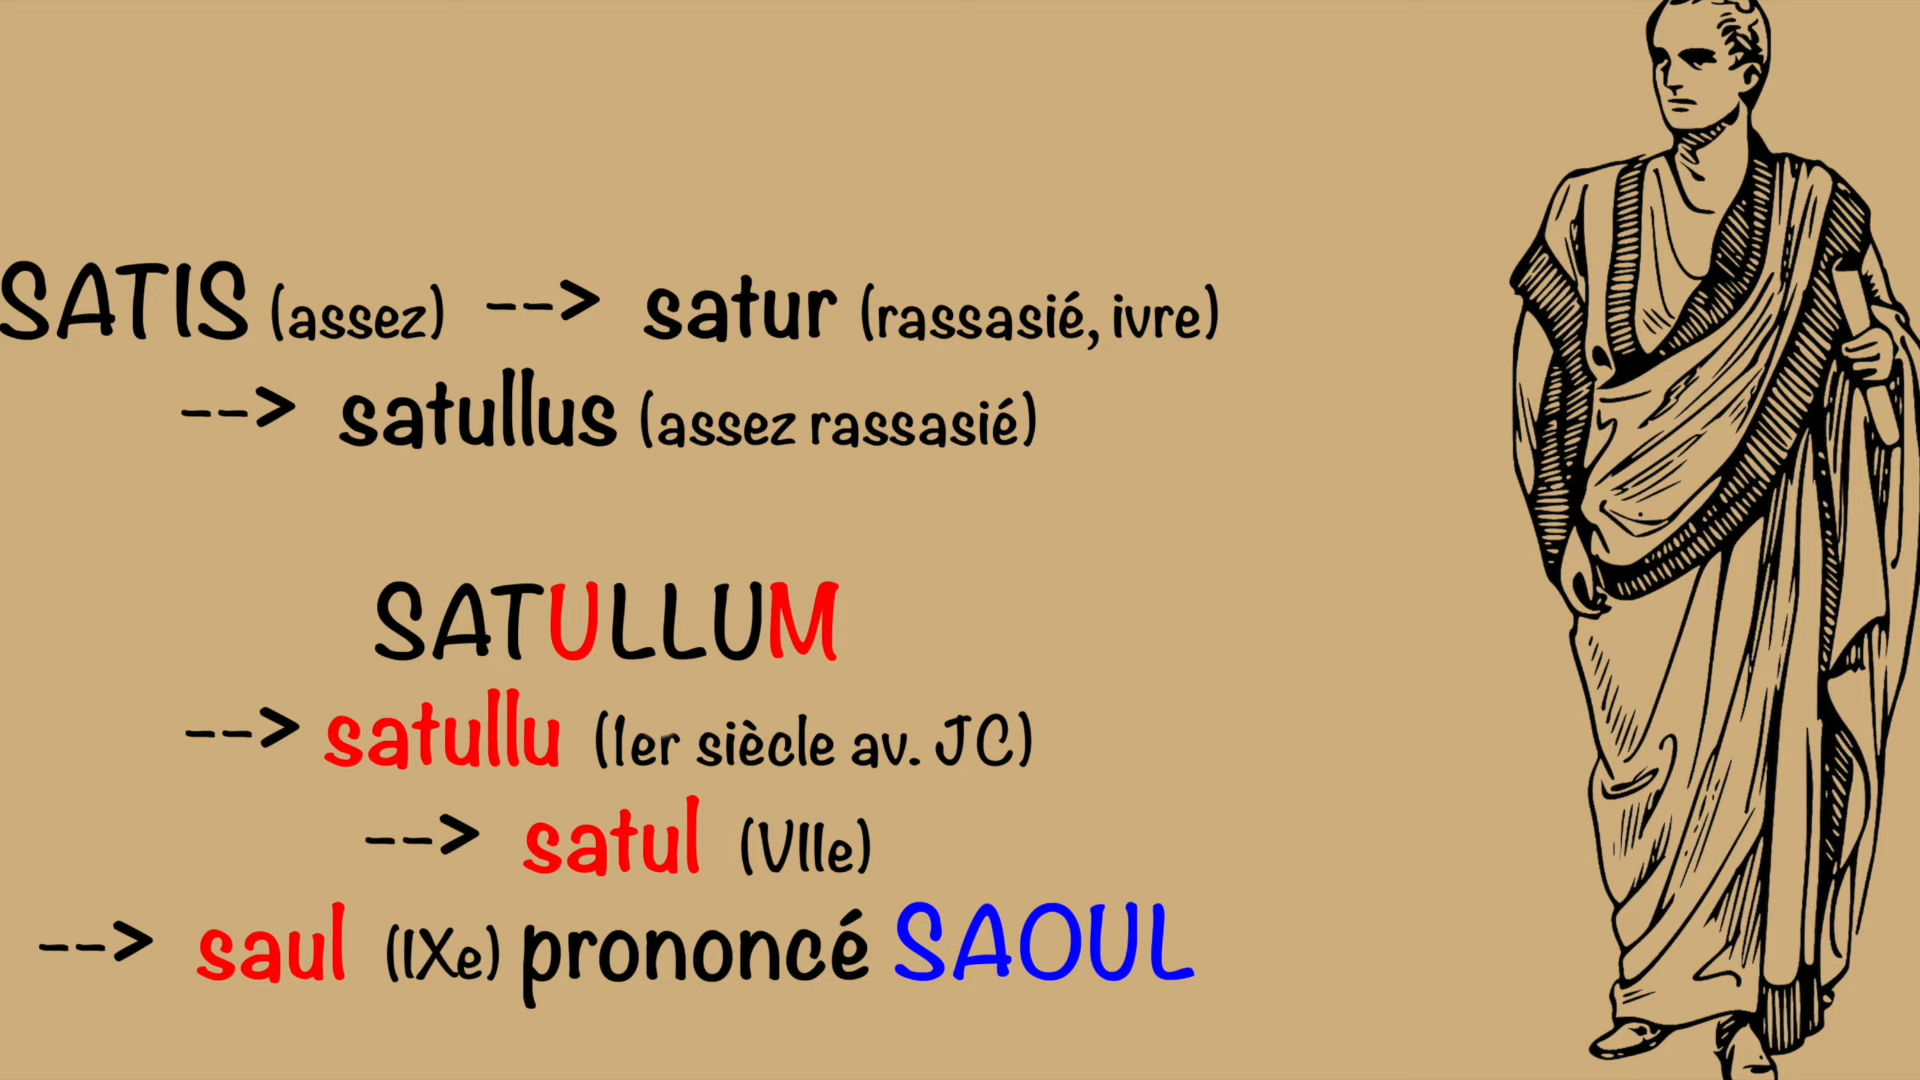 SATIS (assez) --> satur (rassasié, ivre)
--> satullus (assez rassasié)
SATULLUM
--> satullu (1er siècle av. JC)
--> satul (VIIe)
--> saul (IXe) prononcé SAOUL